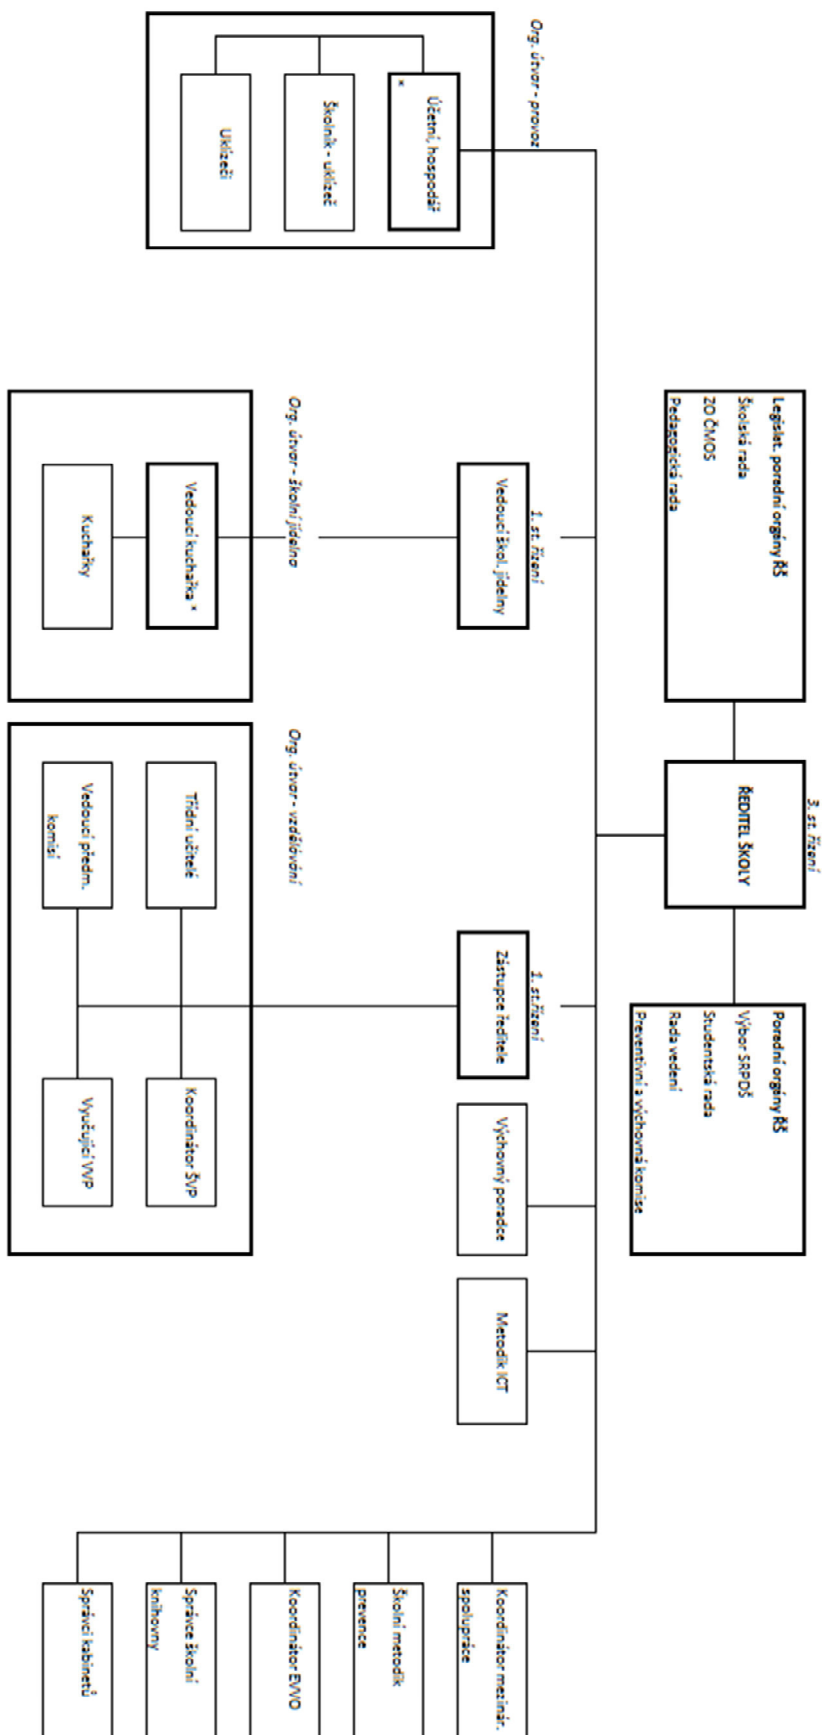 3. st. řízení
Legislat. poradní orgány ŘŠ
Školská rada
ZO ČMOS
Pedagogická rada
ŘEDITEL ŠKOLY
Poradní orgány ŘŠ
Výbor SRPDŠ
Studentská rada
Rada vedení
Preventivní a výchovná komise
Org. útvar - provoz
1. st. řízení
1. st.řízení
Účetní, hospodář
*
Školník - uklízeč
Uklízeči
Vedoucí škol. jídelny
Zástupce ředitele
Výchovný poradce
Metodik ICT
Koordinátor mezinár.
spolupráce
Školní metodik
prevence
Koordinátor EVVO
Správce školní
knihovny
Správci kabinetů
Org. útvar - školní jídelna
Vedoucí kuchařka *
Kuchařky
Org. útvar - vzdělávání
Třídní učitelé
Koordinátor ŠVP
Vedoucí předm.
komisí
Vyučující VVP